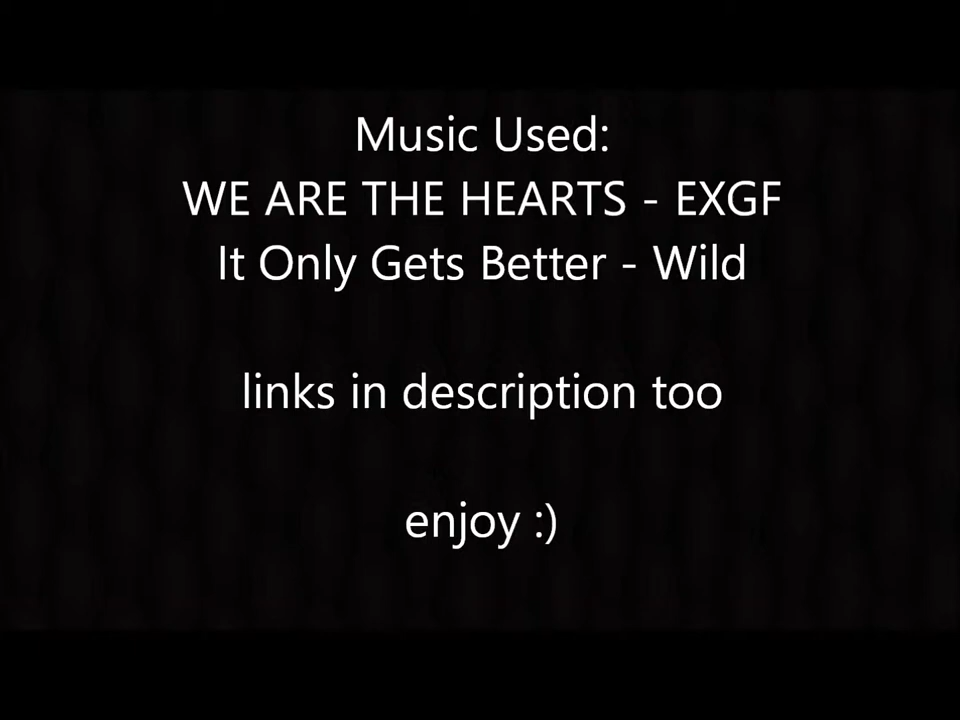 Music Used:
WE ARE THE HEARTS - EXGF
It Only Gets Better - Wild
links in description too
enjoy :)